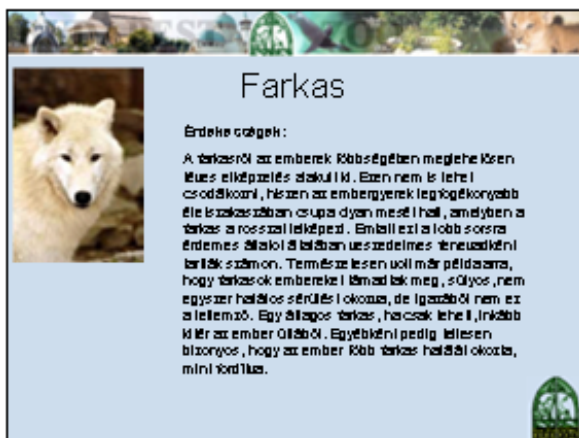 Farkas
Érdekességek:
A farkasról az emberek többségében meglehetősen
téves elképzelés alakul ki. Ezen nem is lehet
csodálkozni, hiszen az embergyerek legfogékonyabb
életszakaszában csupa olyan mesét hall, amelyben a
farkas a rosszat jelképezi. Emiatt ezt a jobb sorsra
érdemes állatot általában veszedelmes fenevadként
tartják számon. Természetesen volt már példa arra,
hogy farkasok embereket támadtak meg, súlyos, nem
egyszer halálos sérülést okozva, de igazából nem ez
a jellemző. Egy átlagos farkas, ha csak teheti, inkább
kitér az ember útjából. Egyébként pedig teljesen
bizonyos, hogy az ember több farkas halálát okozta,
mint fordítva.